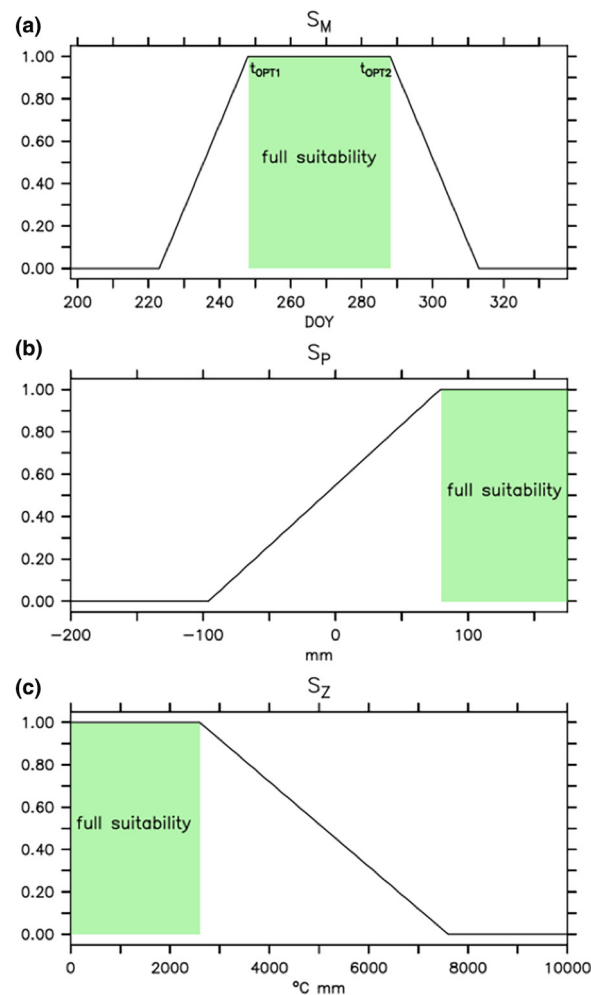 (a)
S_M
1.00
0.80
0.60
0.40
0.20
0.00
t_OPT1 t_OPT2
full suitability
200 220 240 260 280 300 320
DOY
(b)
S_P
1.00
0.80
0.60
0.40
0.20
0.00
full suitability
−200 −100 0 100
mm
(c)
S_Z
1.00
0.80
0.60
0.40
0.20
0.00
full suitability
0 2000 4000 6000 8000 10000
°C mm